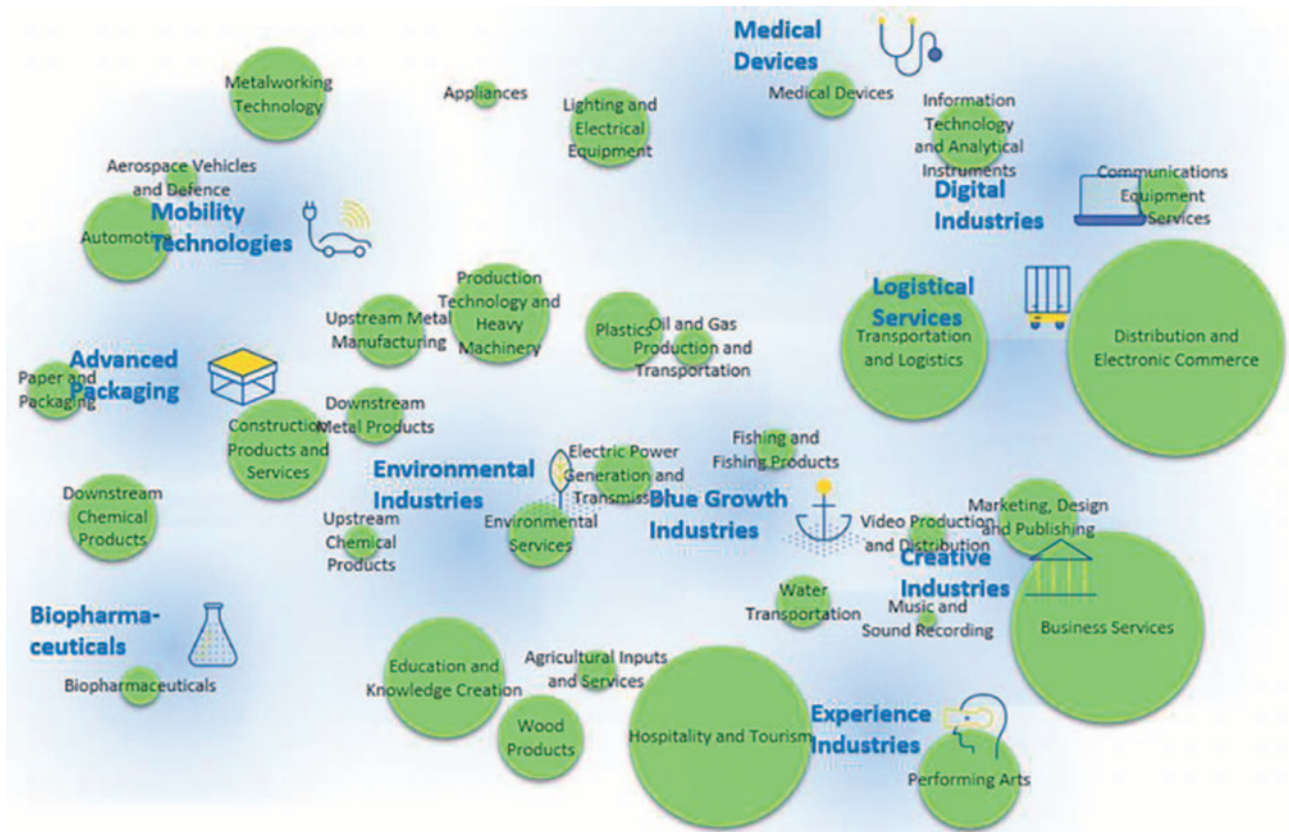 Medical
Devices
Metalworking
Technology
Appliances
Lighting and
Electrical
Equipment
Medical Devices
Information
Technology
and Analytical
Instruments
Aerospace Vehicles
and Defence
Mobility
Technologies
Automotive
Digital
Industries
Communications
Equipment
Services
Production
Technology and
Heavy
Machinery
Upstream Metal
Manufacturing
Plastics
Oil and Gas
Production and
Transportation
Logistical
Services
Transportation
and Logistics
Distribution and
Electronic Commerce
Advanced
Packaging
Paper and
Packaging
Downstream
Metal Products
Construction
Products and
Services
Environmental
Industries
Electric Power
Generation and
Transmission
Fishing and
Fishing Products
Blue Growth
Industries
Downstream
Chemical
Products
Upstream
Chemical
Products
Environmental
Services
Video Production
and Distribution
Marketing, Design
and Publishing
Creative
Industries
Water
Transportation
Music and
Sound Recording
Business Services
Biopharma-
ceuticals
Biopharmaceuticals
Education and
Knowledge Creation
Agricultural Inputs
and Services
Wood
Products
Hospitality and Tourism
Experience
Industries
Performing Arts